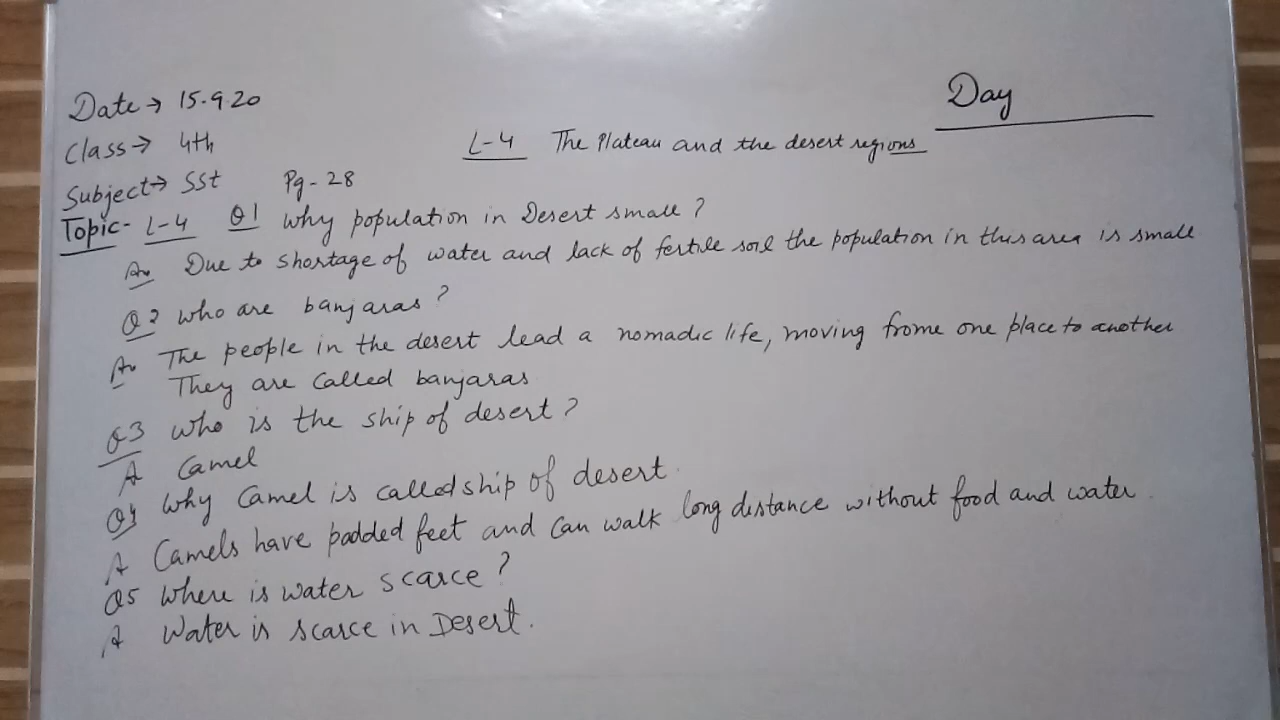 Day
Date → 15.9.20
Class → 4th
L-4 The Plateau and the desert regions
Subject → SSt Pg - 28
Topic - L-4 Q1 Why population in Desert small?
An Due to shortage of water and lack of fertile soil the population in this area is small
Q2 who are banjaras?
An The people in the desert lead a nomadic life, moving frome one place to another
They are called banjaras
Q3 who is the ship of desert?
A Camel
Q4 Why Camel is called ship of desert
A Camels have padded feet and can walk long distance without food and water.
Q5 Where is water scarce?
A Water is scarce in Desert.